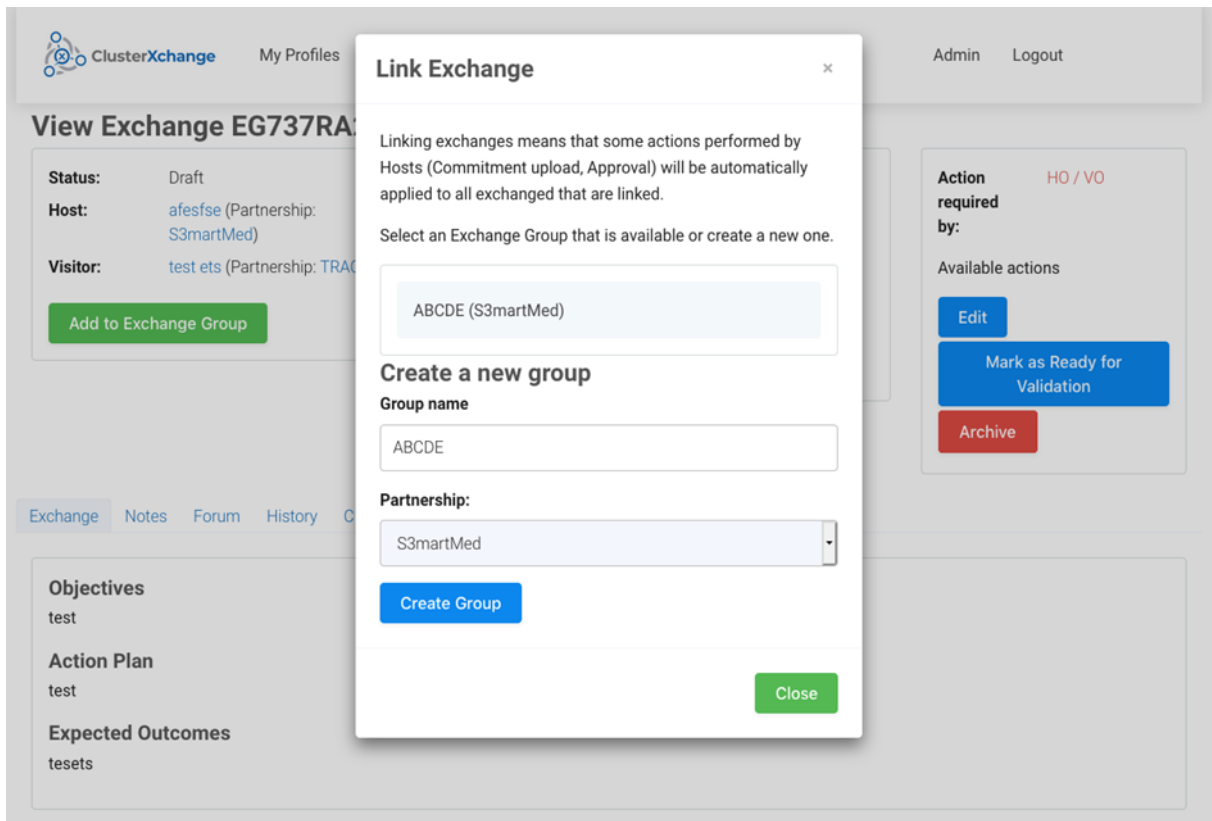 ClusterXchange My Profiles Admin Logout
View Exchange EG737RA
Status: Draft
Host: afesfse (Partnership:
S3martMed)
Visitor: test ets (Partnership:
Add to Exchange Group
Link Exchange ×
Linking exchanges means that some actions performed by
Hosts (Commitment upload, Approval) will be automatically
applied to all exchanged that are linked.
Select an Exchange Group that is available or create a new one.
ABCDE (S3martMed)
Create a new group
Group name
ABCDE
Partnership:
S3martMed
Create Group
Close
Action HO / VO
required
by:
Available actions
Edit
Mark as Ready for
Validation
Archive
Exchange Notes Forum History
Objectives
test
Action Plan
test
Expected Outcomes
tesets